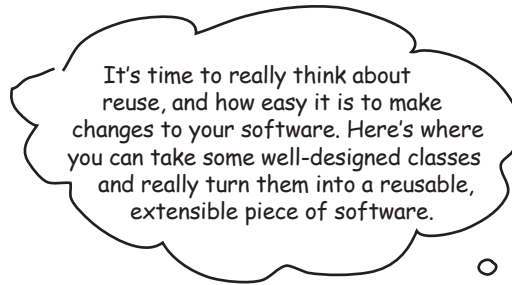 It's time to really think about
reuse, and how easy it is to make
changes to your software. Here's where
you can take some well-designed classes
and really turn them into a reusable,
extensible piece of software.